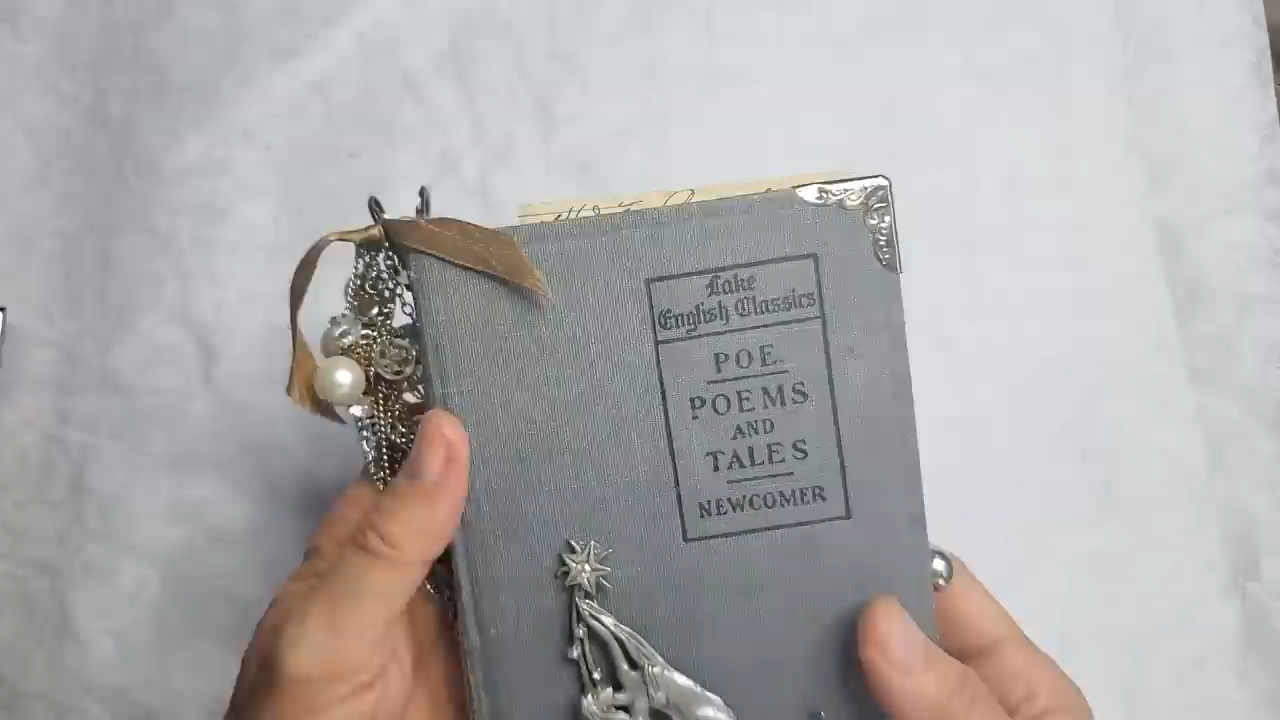 Lake
English Classics
POE.
POEMS
AND
TALES
NEWCOMER